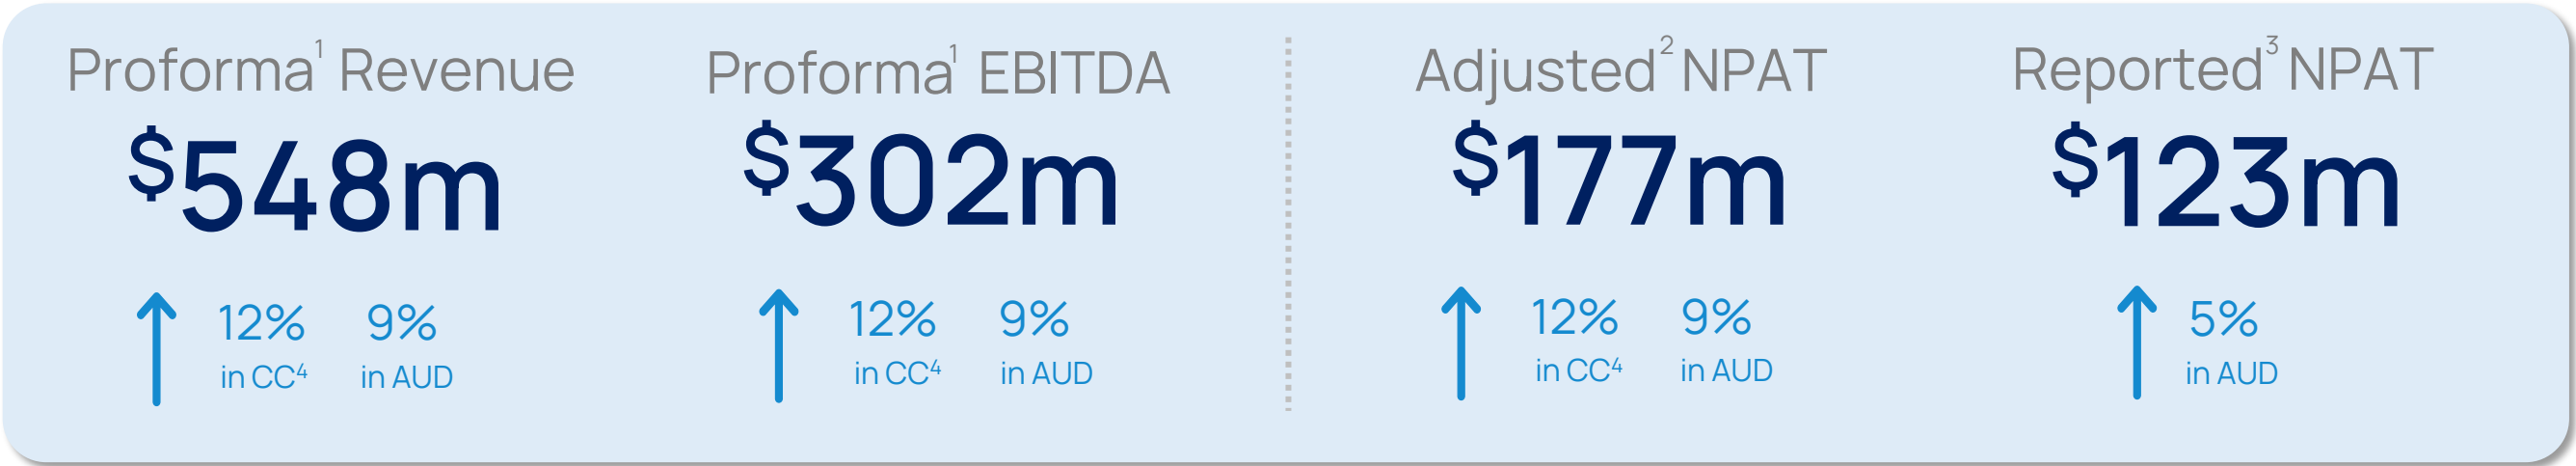 Proforma¹ Revenue
$548m
12% 9%
in CC⁴ in AUD
Proforma¹ EBITDA
$302m
12% 9%
in CC⁴ in AUD
Adjusted² NPAT
$177m
12% 9%
in CC⁴ in AUD
Reported³ NPAT
$123m
5%
in AUD